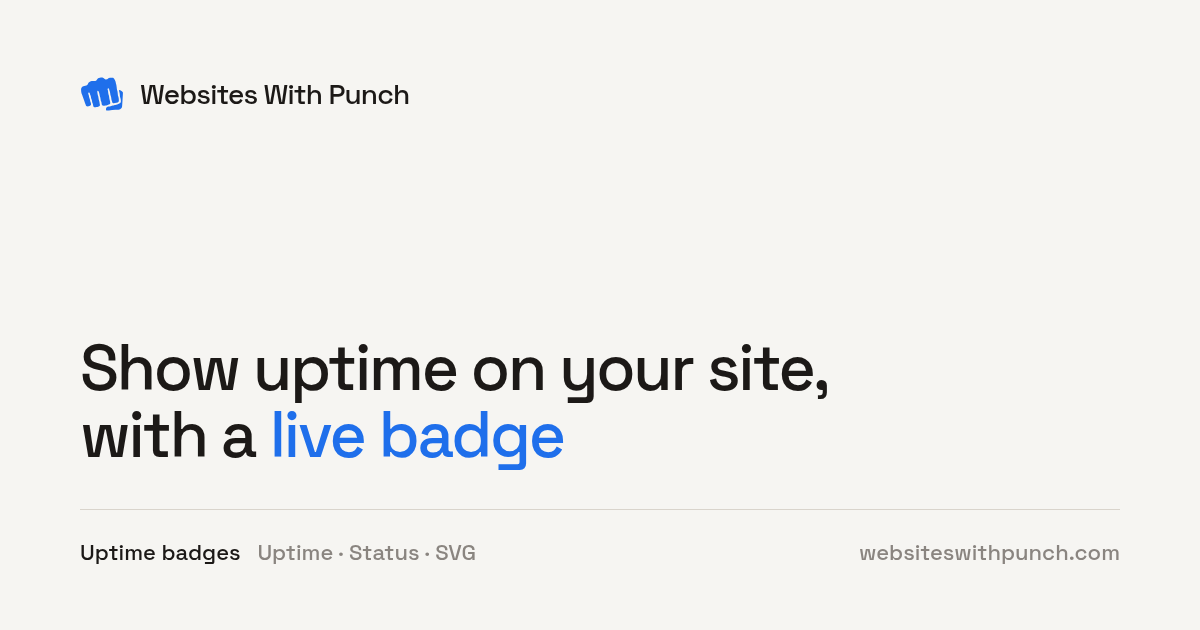 Websites With Punch
Show uptime on your site,
with a live badge
Uptime badges Uptime · Status · SVG
websiteswithpunch.com